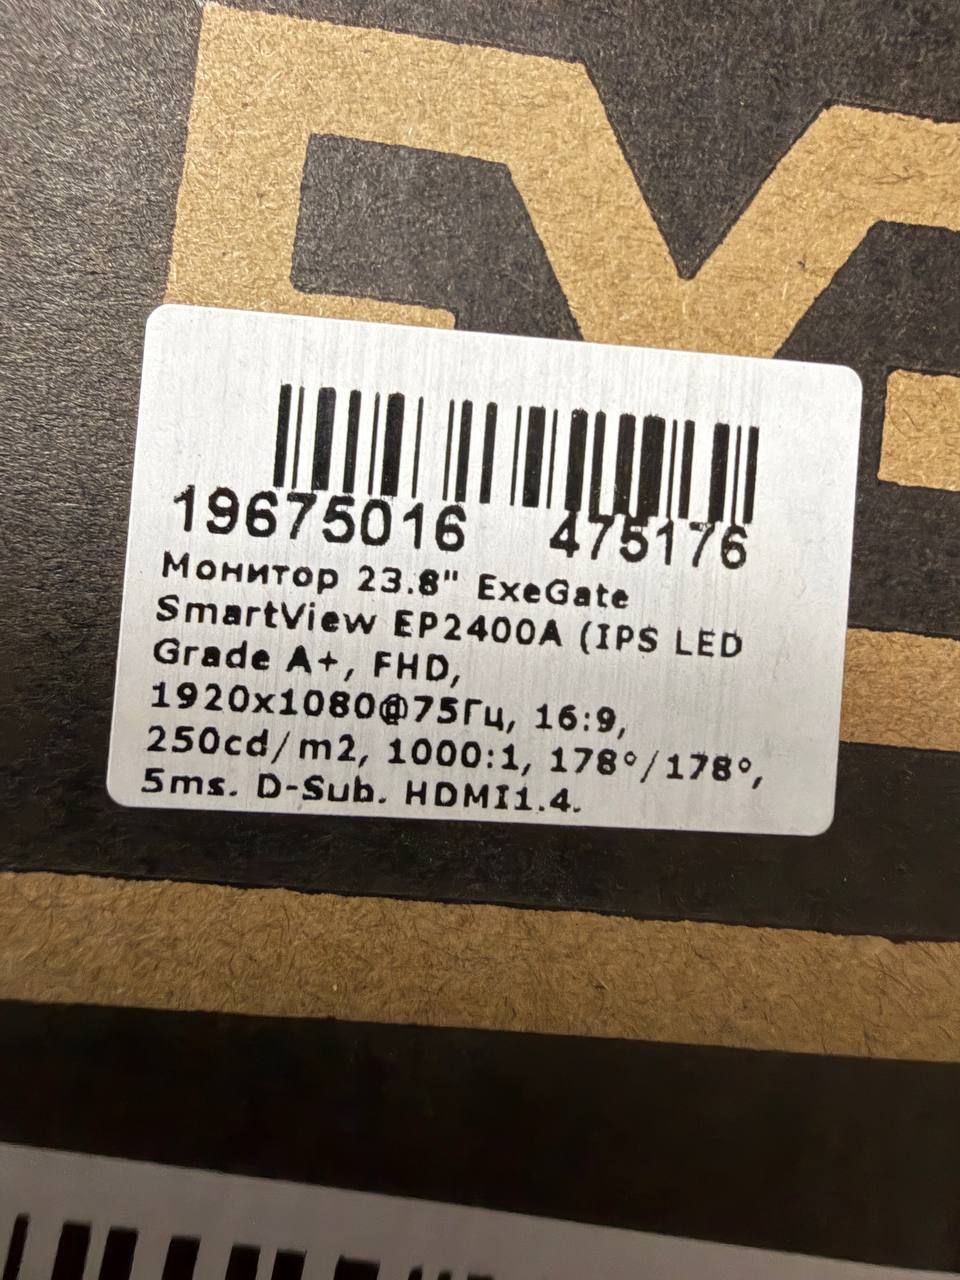 19675016 475176
Монитор 23.8" ExeGate
SmartView EP2400A (IPS LED
Grade A+, FHD,
1920x1080@75Гц, 16:9,
250cd/m2, 1000:1, 178°/178°,
5ms. D-Sub. HDMI1.4.